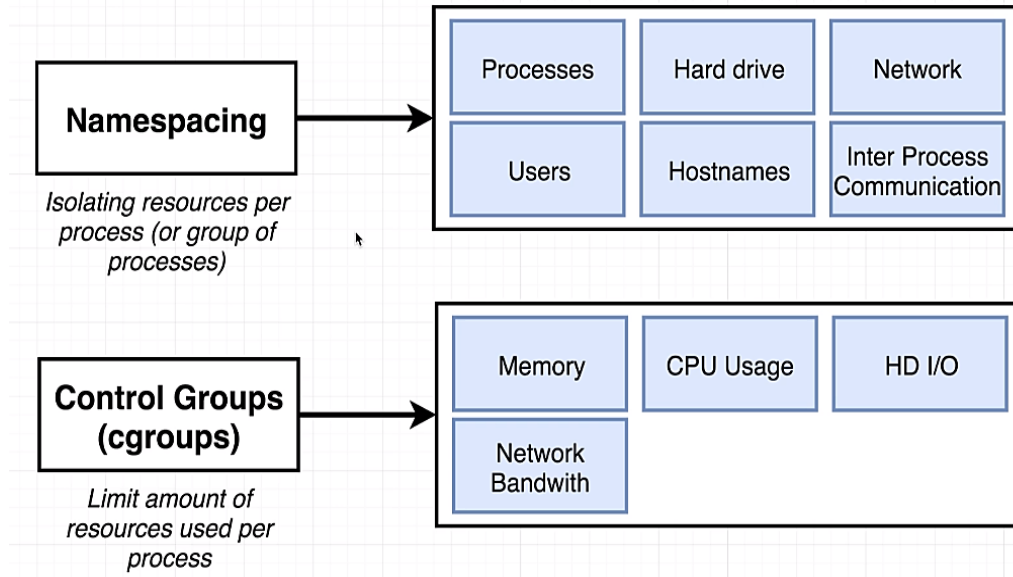 Namespacing
Isolating resources per
process (or group of
processes)
Processes
Hard drive
Network
Users
Hostnames
Inter Process
Communication
Control Groups
(cgroups)
Limit amount of
resources used per
process
Memory
CPU Usage
HD I/O
Network
Bandwith